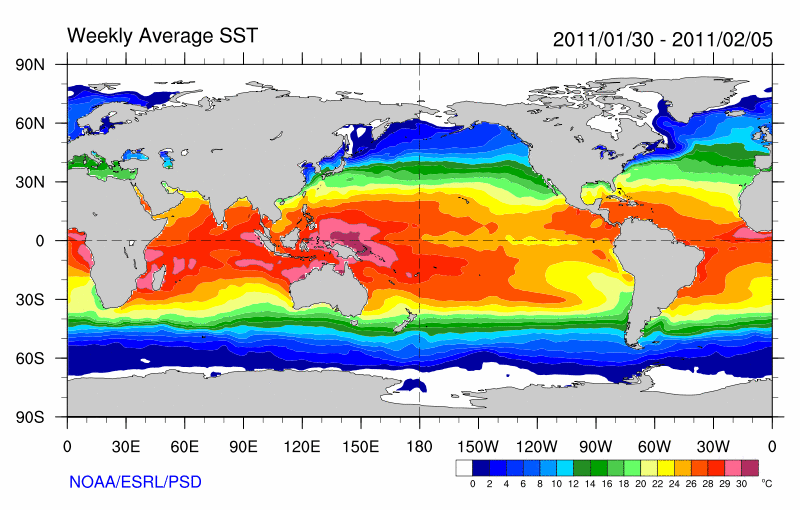 Weekly Average SST
2011/01/30 - 2011/02/05
90N
60N
30N
0
30S
60S
90S
0 30E 60E 90E 120E 150E 180 150W 120W 90W 60W 30W 0
NOAA/ESRL/PSD
0 2 4 6 8 10 12 14 16 18 20 22 24 26 28 29 30 °C